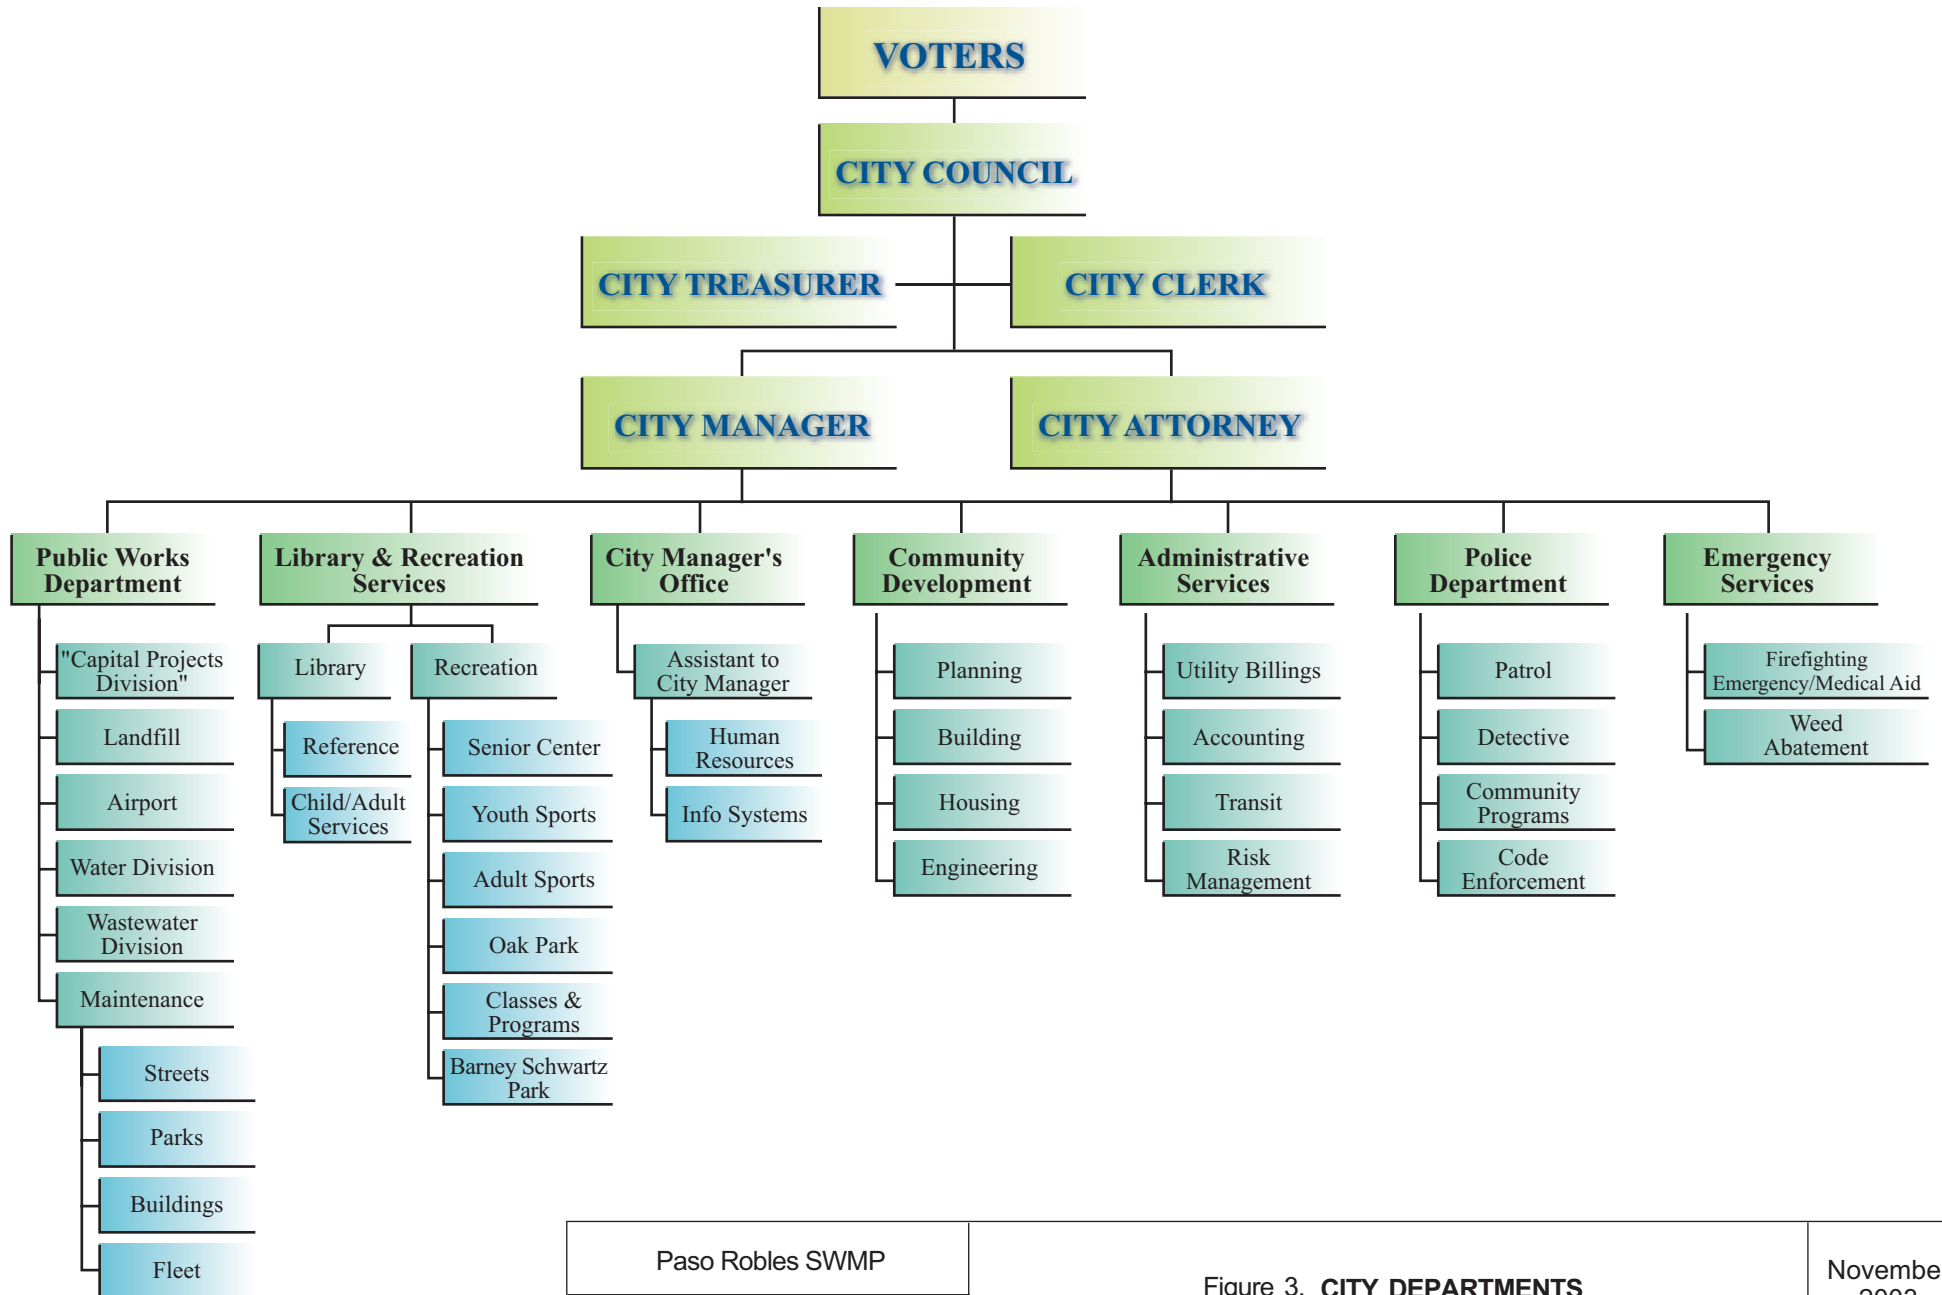 VOTERS
CITY COUNCIL
CITY TREASURER
CITY CLERK
CITY MANAGER
CITY ATTORNEY
Public Works
Department
"Capital Projects
Division"
Landfill
Airport
Water Division
Wastewater
Division
Maintenance
Streets
Parks
Buildings
Fleet
Library & Recreation
Services
Library
Reference
Child/Adult
Services
Recreation
Senior Center
Youth Sports
Adult Sports
Oak Park
Classes &
Programs
Barney Schwartz
Park
City Manager's
Office
Assistant to
City Manager
Human
Resources
Info Systems
Community
Development
Planning
Building
Housing
Engineering
Administrative
Services
Utility Billings
Accounting
Transit
Risk
Management
Police
Department
Patrol
Detective
Community
Programs
Code
Enforcement
Emergency
Services
Firefighting
Emergency/Medical Aid
Weed
Abatement
Paso Robles SWMP
Figure 3. CITY DEPARTMENTS
Novembe